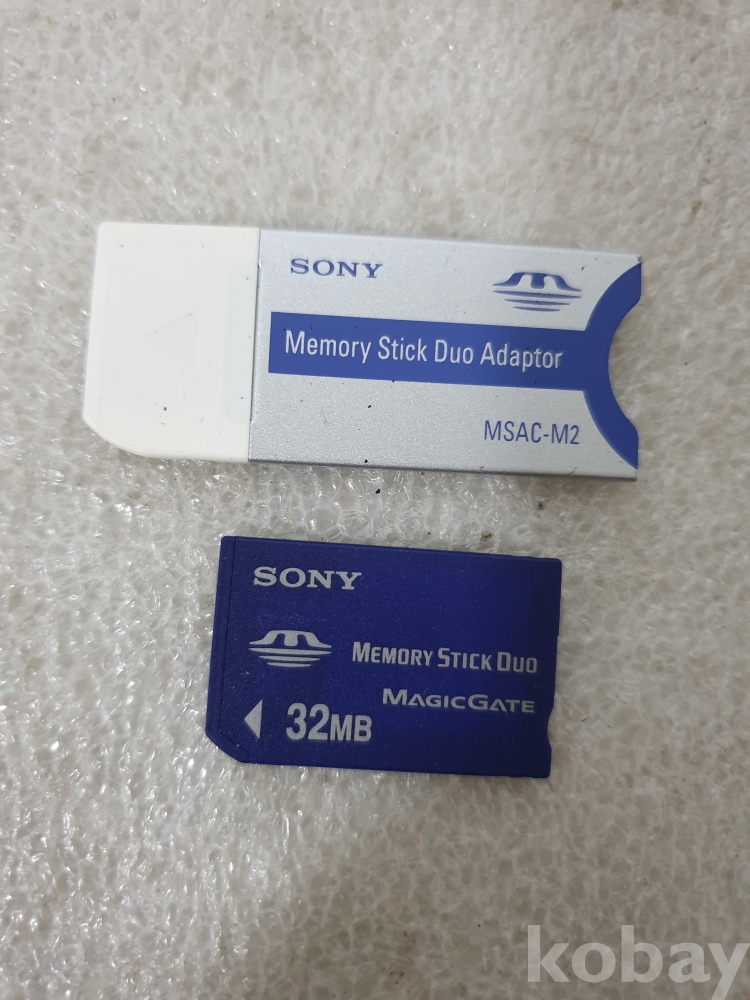 SONY
Memory Stick Duo Adaptor
MSAC-M2
SONY
MEMORY STICK DUO
MAGICGATE
32MB
kobay